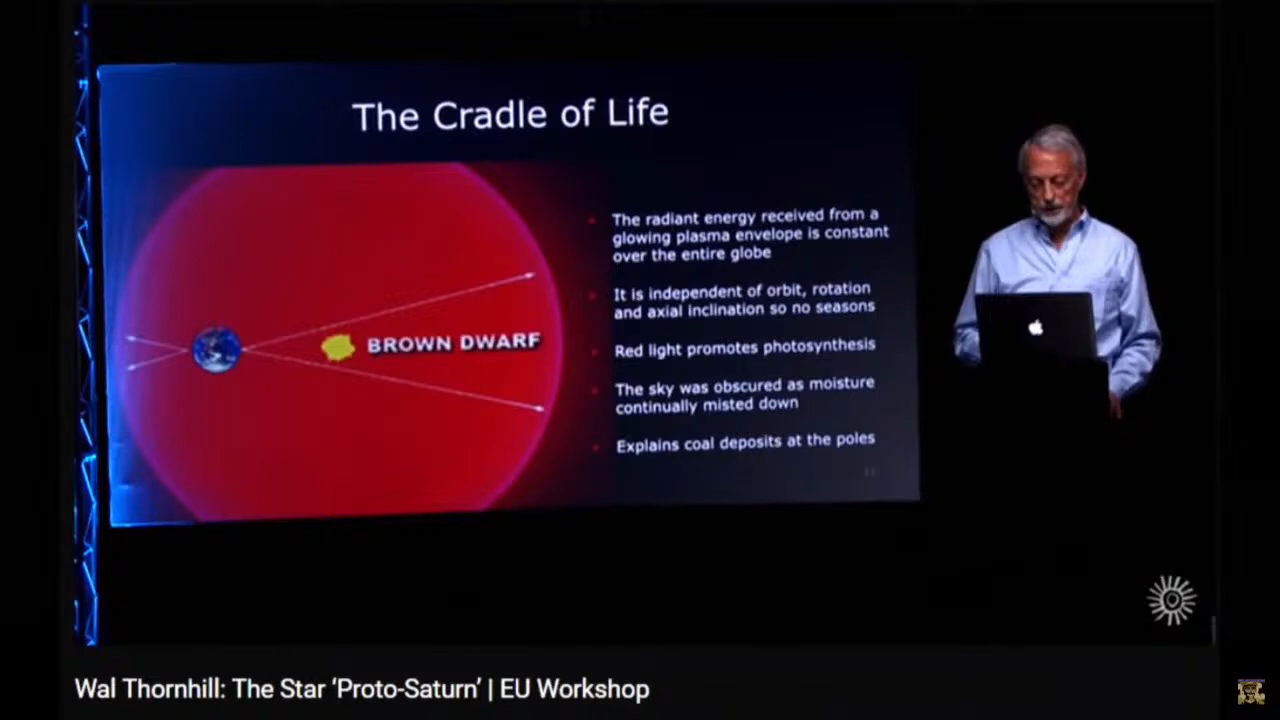 The Cradle of Life
BROWN DWARF
The radiant energy received from a
glowing plasma envelope is constant
over the entire globe
It is independent of orbit, rotation
and axial inclination so no seasons
Red light promotes photosynthesis
The sky was obscured as moisture
continually misted down
Explains coal deposits at the poles
Wal Thornhill: The Star ‘Proto-Saturn’ | EU Workshop